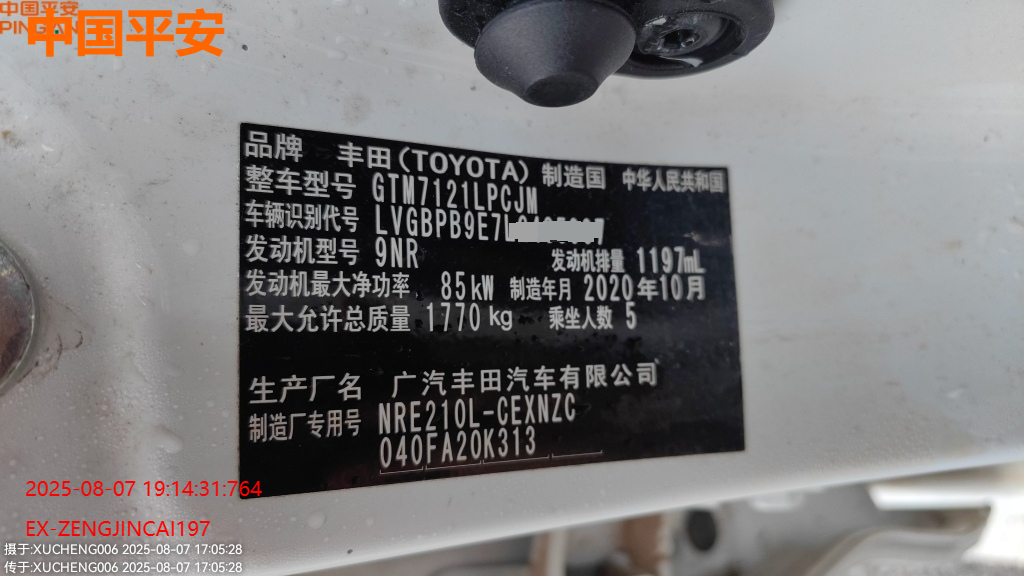 中国平安
PINGAN
中国平安
品牌 丰田(TOYOTA) 制造国 中华人民共和国
整车型号 GTM7121LPCJM
车辆识别代号 LVGBPB9E7
发动机型号 9NR 发动机排量 1197mL
发动机最大净功率 85kW 制造年月 2020年10月
最大允许总质量 1770kg 乘坐人数 5
生产厂名 广汽丰田汽车有限公司
制造厂专用号 NRE210L-CEXNZC
040FA20K313
2025-08-07 19:14:31:764
EX-ZENGJINCAI197
摄于:XUCHENG006 2025-08-07 17:05:28
传于:XUCHENG006 2025-08-07 17:05:28